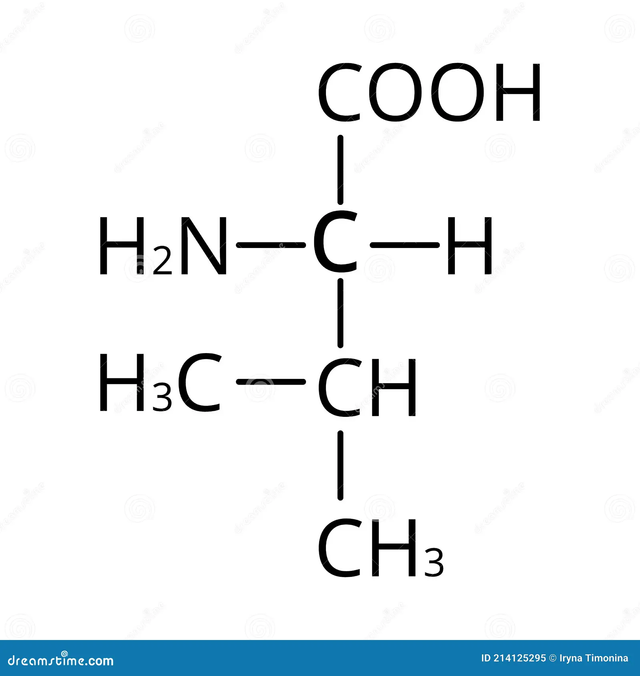 COOH
H₂N C H
H₃C CH
CH₃
dreamstime.com ID 214125295 © Iryna Timonina